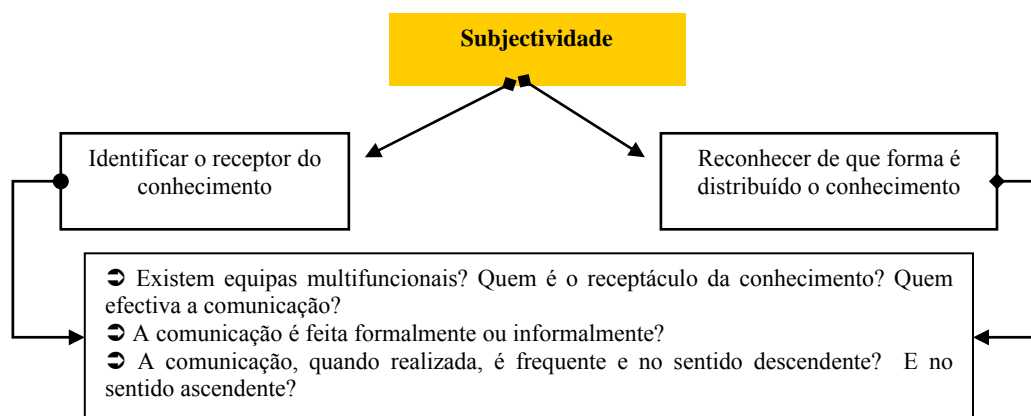 Subjectividade
Identificar o receptor do
conhecimento
Reconhecer de que forma é
distribuído o conhecimento
➲ Existem equipas multifuncionais? Quem é o receptáculo da conhecimento? Quem
efectiva a comunicação?
➲ A comunicação é feita formalmente ou informalmente?
➲ A comunicação, quando realizada, é frequente e no sentido descendente? E no
sentido ascendente?